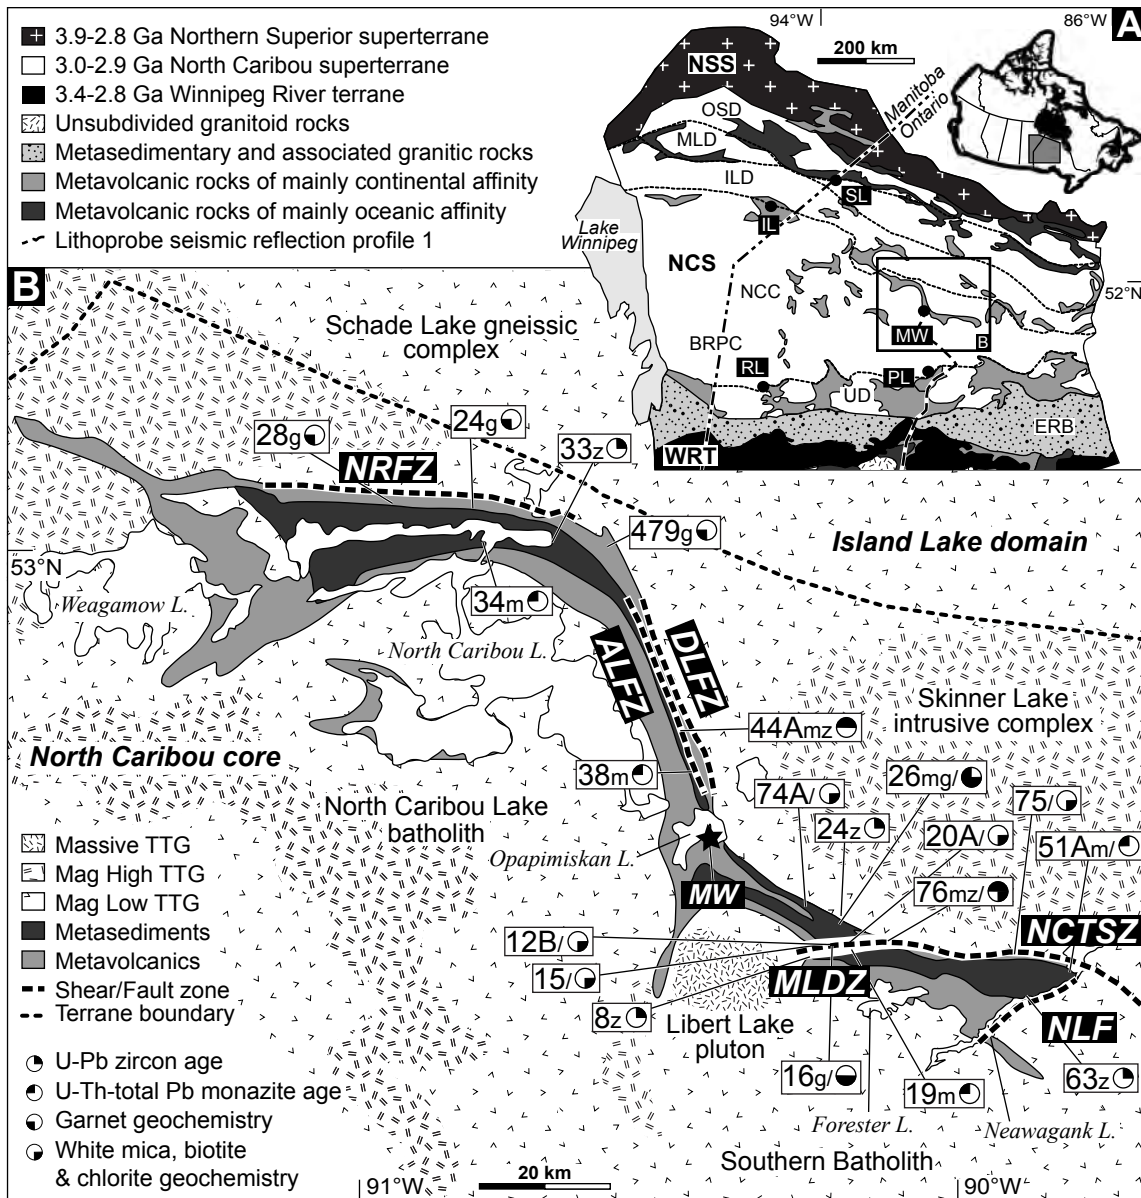 3.9-2.8 Ga Northern Superior superterrane
3.0-2.9 Ga North Caribou superterrane
3.4-2.8 Ga Winnipeg River terrane
Unsubdivided granitoid rocks
Metasedimentary and associated granitic rocks
Metavolcanic rocks of mainly continental affinity
Metavolcanic rocks of mainly oceanic affinity
Lithoprobe seismic reflection profile 1
A
94°W
86°W
200 km
NSS
OSD
MLD
ILD
Manitoba
Ontario
SL
IL
Lake
Winnipeg
NCS
NCC
52°N
MW
B
BRPC
RL
PL
UD
ERB
WRT
B
Schade Lake gneissic
complex
24g
28g
33z
NRFZ
479g
Island Lake domain
53°N
Weagamow L.
34m
North Caribou L.
ALFZ
DLFZ
Skinner Lake
intrusive complex
44Amz
North Caribou core
38m
26mg/
74A/
75/
North Caribou Lake
batholith
24z
20A/
51Am/
Opapimiskan L.
76mz/
MW
NCTSZ
12B/
15/
MLDZ
8z
Libert Lake
pluton
NLF
16g/
19m
63z
Forester L.
Neawagank L.
Southern Batholith
Massive TTG
Mag High TTG
Mag Low TTG
Metasediments
Metavolcanics
Shear/Fault zone
Terrane boundary
U-Pb zircon age
U-Th-total Pb monazite age
Garnet geochemistry
White mica, biotite
& chlorite geochemistry
91°W
20 km
90°W